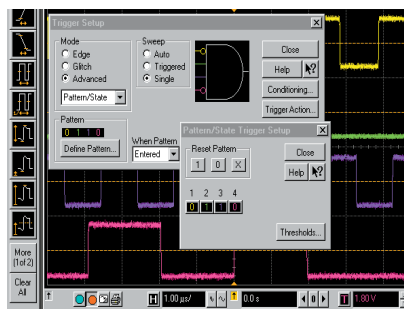 Trigger Setup
Mode
Edge
Glitch
Advanced
Pattern/State
Sweep
Auto
Triggered
Single
Close
Help
Conditioning...
Trigger Action...
Pattern
0 1 1 0
Define Pattern...
When Pattern
Entered
Pattern/State Trigger Setup
Reset Pattern
1 0 X
Close
Help
1 2 3 4
0 1 1 0
Thresholds...
More
(1of 2)
Clear
All
H 1.00 µs/ 0.0 s 0 T 1.80 V